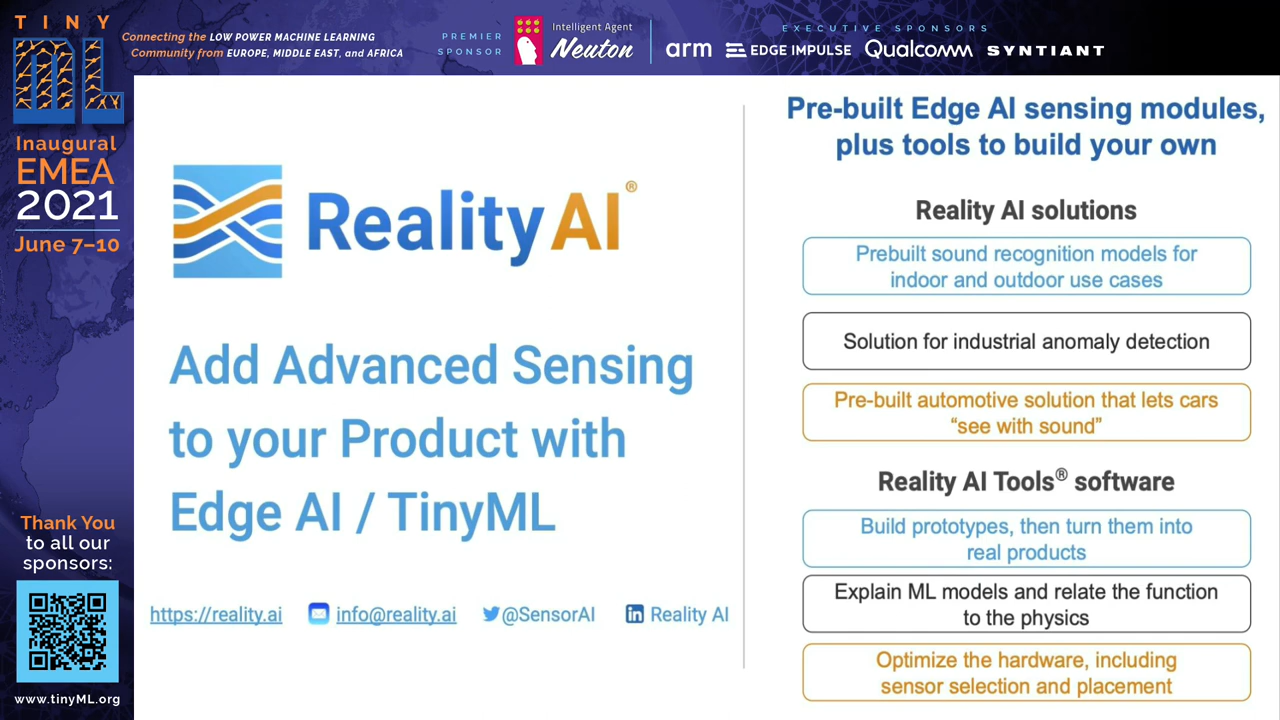 TINY
ML
Connecting the LOW POWER MACHINE LEARNING
Community from EUROPE, MIDDLE EAST, and AFRICA
PREMIER
SPONSOR
Intelligent Agent
Neuton
EXECUTIVE SPONSORS
arm
EDGE IMPULSE
Qualcomm
SYNTIANT
Inaugural
EMEA
2021
June 7–10
Thank You
to all our
sponsors:
www.tinyML.org
Reality AI®
Add Advanced Sensing
to your Product with
Edge AI / TinyML
https://reality.ai
info@reality.ai
@SensorAI
in
Reality AI
Pre-built Edge AI sensing modules,
plus tools to build your own
Reality AI solutions
Prebuilt sound recognition models for
indoor and outdoor use cases
Solution for industrial anomaly detection
Pre-built automotive solution that lets cars
“see with sound”
Reality AI Tools® software
Build prototypes, then turn them into
real products
Explain ML models and relate the function
to the physics
Optimize the hardware, including
sensor selection and placement